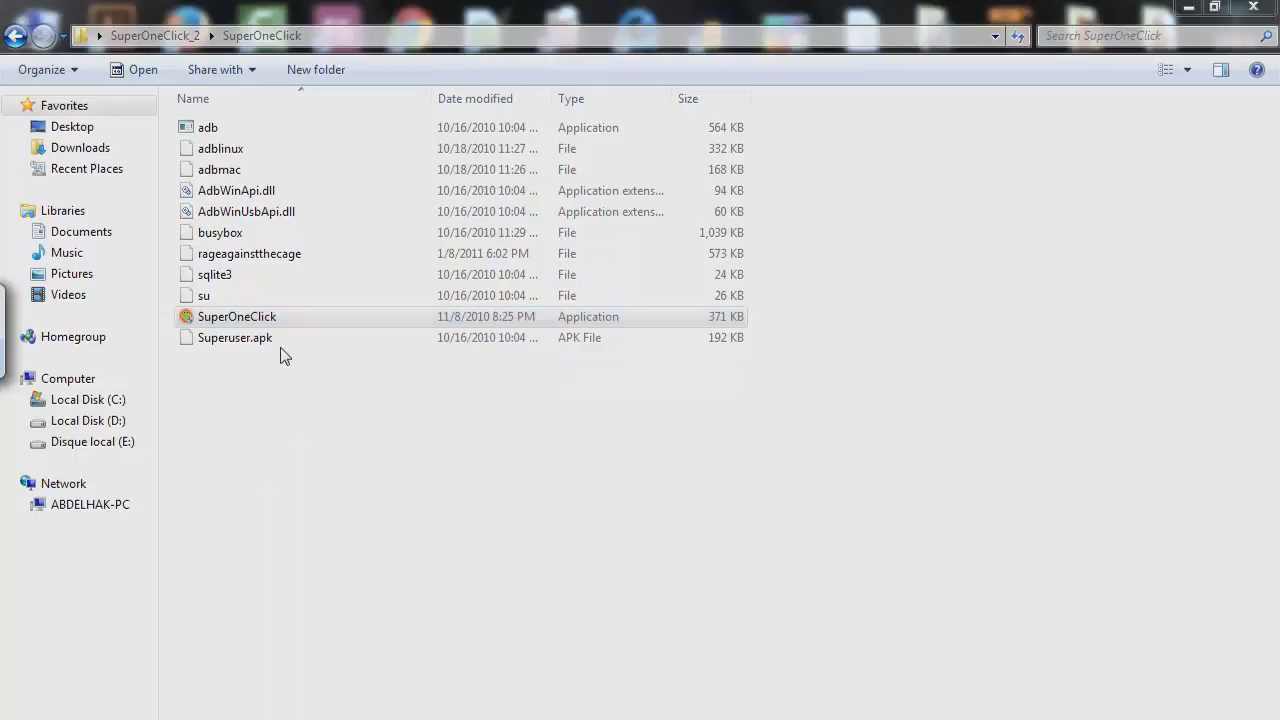 SuperOneClick_2 SuperOneClick Search SuperOneClick
Organize Open Share with New folder
Favorites
Desktop
Downloads
Recent Places
Libraries
Documents
Music
Pictures
Videos
Homegroup
Computer
Local Disk (C:)
Local Disk (D:)
Disque local (E:)
Network
ABDELHAK-PC
Name Date modified Type Size
adb 10/16/2010 10:04 ... Application 564 KB
adblinux 10/18/2010 11:27 ... File 332 KB
adbmac 10/18/2010 11:26 ... File 168 KB
AdbWinApi.dll 10/16/2010 10:04 ... Application extens... 94 KB
AdbWinUsbApi.dll 10/16/2010 10:04 ... Application extens... 60 KB
busybox 10/16/2010 11:29 ... File 1,039 KB
rageagainstthecage 1/8/2011 6:02 PM File 573 KB
sqlite3 10/16/2010 10:04 ... File 24 KB
su 10/16/2010 10:04 ... File 26 KB
SuperOneClick 11/8/2010 8:25 PM Application 371 KB
Superuser.apk 10/16/2010 10:04 ... APK File 192 KB